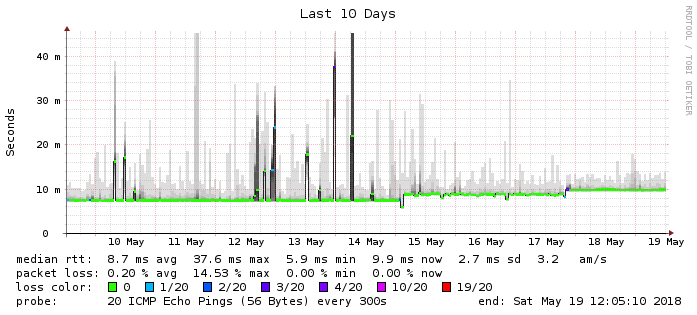 Last 10 Days
RRDTOOL / TOBI OETIKER
Seconds
40 m
30 m
20 m
10 m
0
10 May 11 May 12 May 13 May 14 May 15 May 16 May 17 May 18 May 19 May
median rtt: 8.7 ms avg 37.6 ms max 5.9 ms min 9.9 ms now 2.7 ms sd 3.2 am/s
packet loss: 0.20 % avg 14.53 % max 0.00 % min 0.00 % now
loss color: 0 1/20 2/20 3/20 4/20 10/20 19/20
probe: 20 ICMP Echo Pings (56 Bytes) every 300s end: Sat May 19 12:05:10 2018